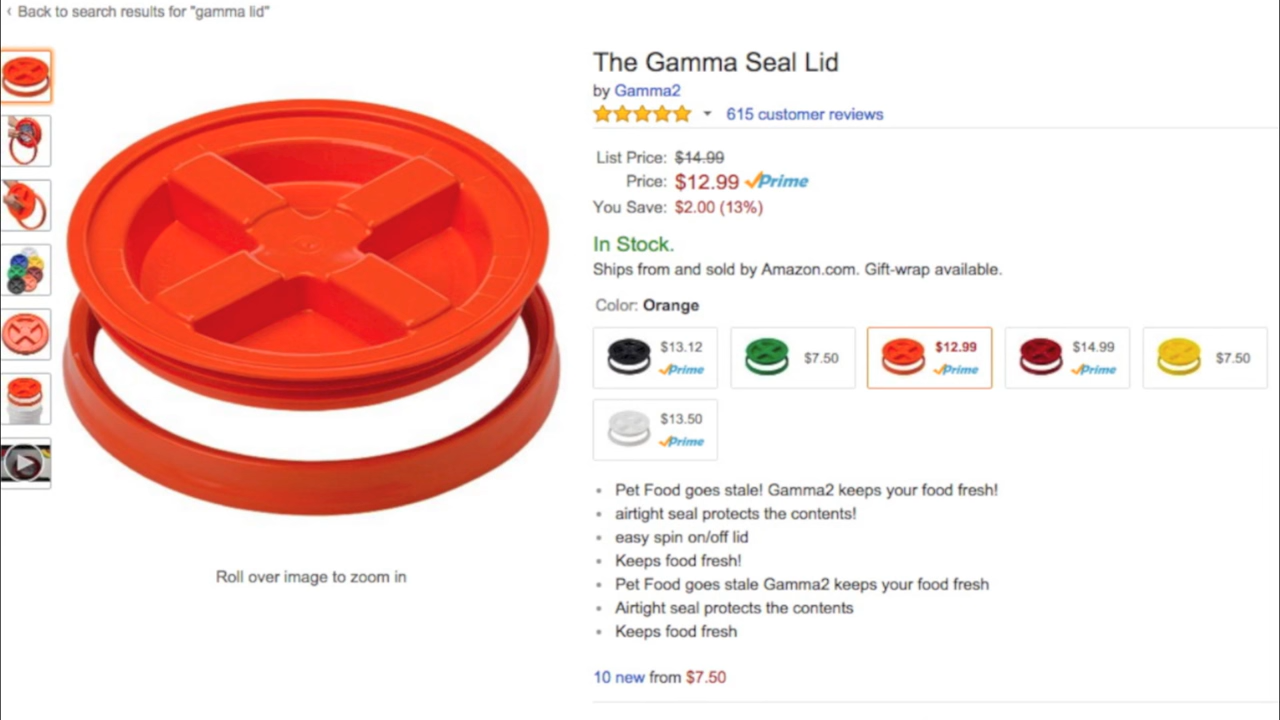 ‹ Back to search results for "gamma lid"
The Gamma Seal Lid
by Gamma2
615 customer reviews
List Price: $14.99
Price: $12.99 Prime
You Save: $2.00 (13%)
In Stock.
Ships from and sold by Amazon.com. Gift-wrap available.
Color: Orange
$13.12 Prime
$7.50
$12.99 Prime
$14.99 Prime
$7.50
$13.50 Prime
• Pet Food goes stale! Gamma2 keeps your food fresh!
• airtight seal protects the contents!
• easy spin on/off lid
• Keeps food fresh!
• Pet Food goes stale Gamma2 keeps your food fresh
• Airtight seal protects the contents
• Keeps food fresh
Roll over image to zoom in
10 new from $7.50